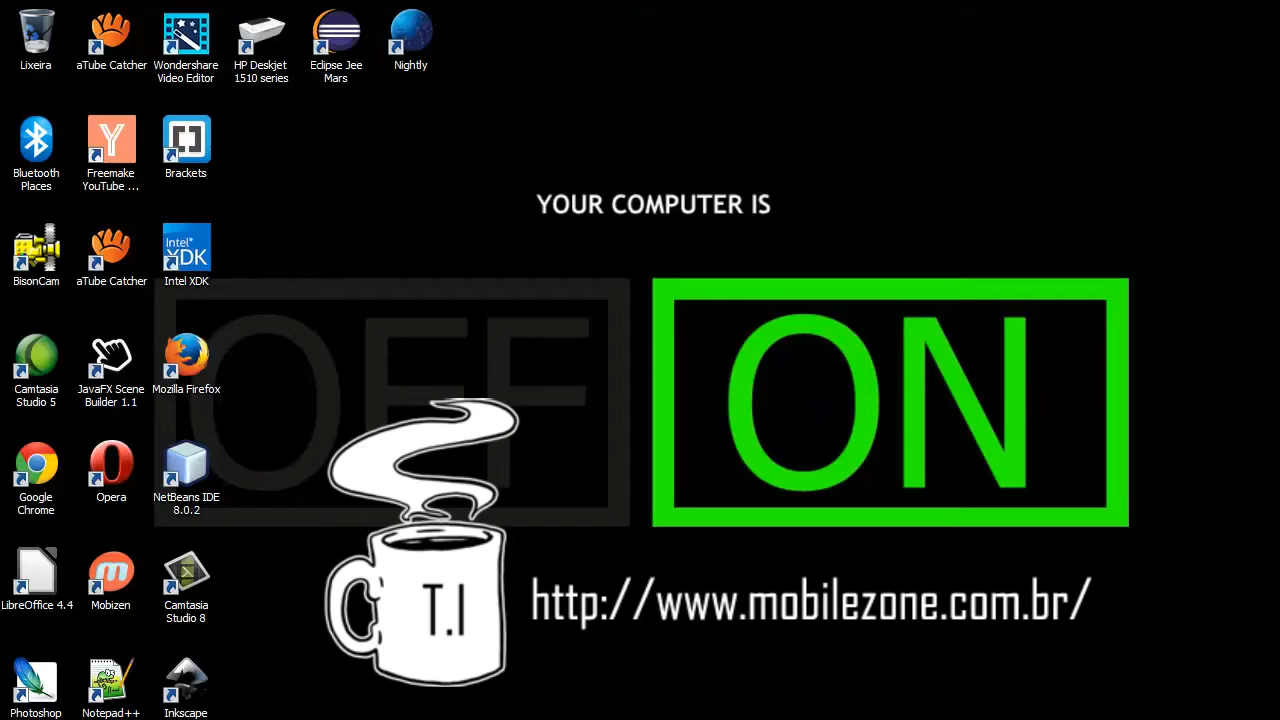 Lixeira
aTube Catcher
Wondershare
Video Editor
HP Deskjet
1510 series
Eclipse Jee
Mars
Nightly
Bluetooth
Places
Y
Freemake
YouTube ...
Brackets
YOUR COMPUTER IS
BisonCam
aTube Catcher
Intel®
XDK
Intel XDK
OFF
ON
Camtasia
Studio 5
JavaFX Scene
Builder 1.1
Mozilla Firefox
Google
Chrome
Opera
NetBeans IDE
8.0.2
LibreOffice 4.4
Mobizen
Camtasia
Studio 8
T.I
http://www.mobilezone.com.br/
Photoshop
Notepad++
Inkscape